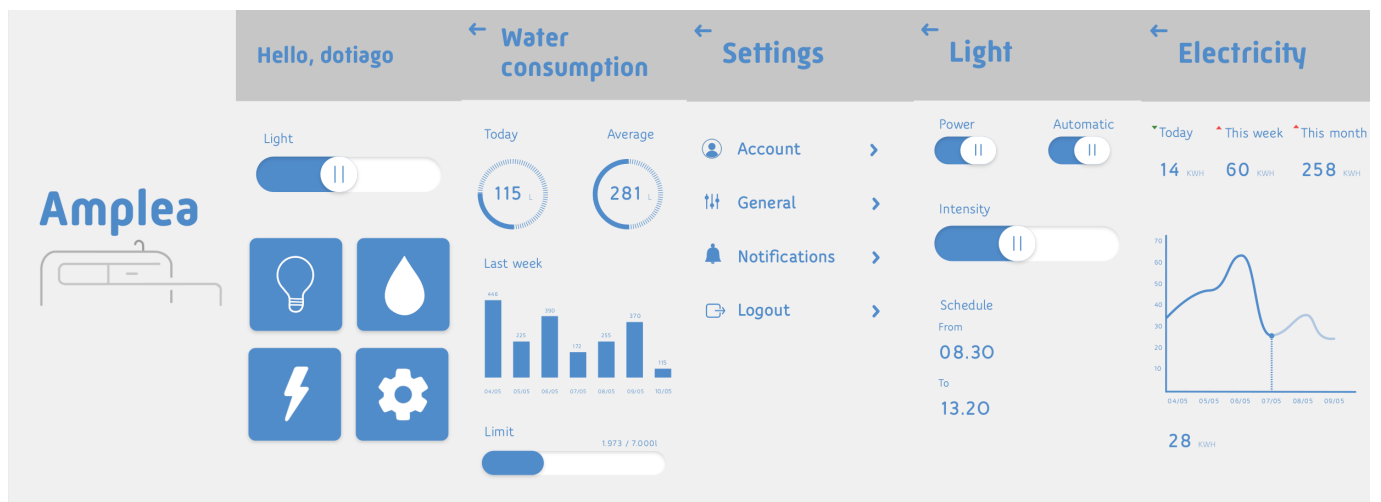 Amplea
Hello, dotiago
Light
Water
consumption
Today
Average
115 L
281 L
Last week
446
225
390
172
255
370
115
04/05 05/05 06/05 07/05 08/05 09/05 10/05
Limit
1.973 / 7.000l
Settings
Account
General
Notifications
Logout
Light
Power
Automatic
Intensity
Schedule
From
08.30
To
13.20
Electricity
Today This week This month
14 KWH 60 KWH 258 KWH
70
60
50
40
30
20
10
04/05 05/05 06/05 07/05 08/05 09/05
28 KWH